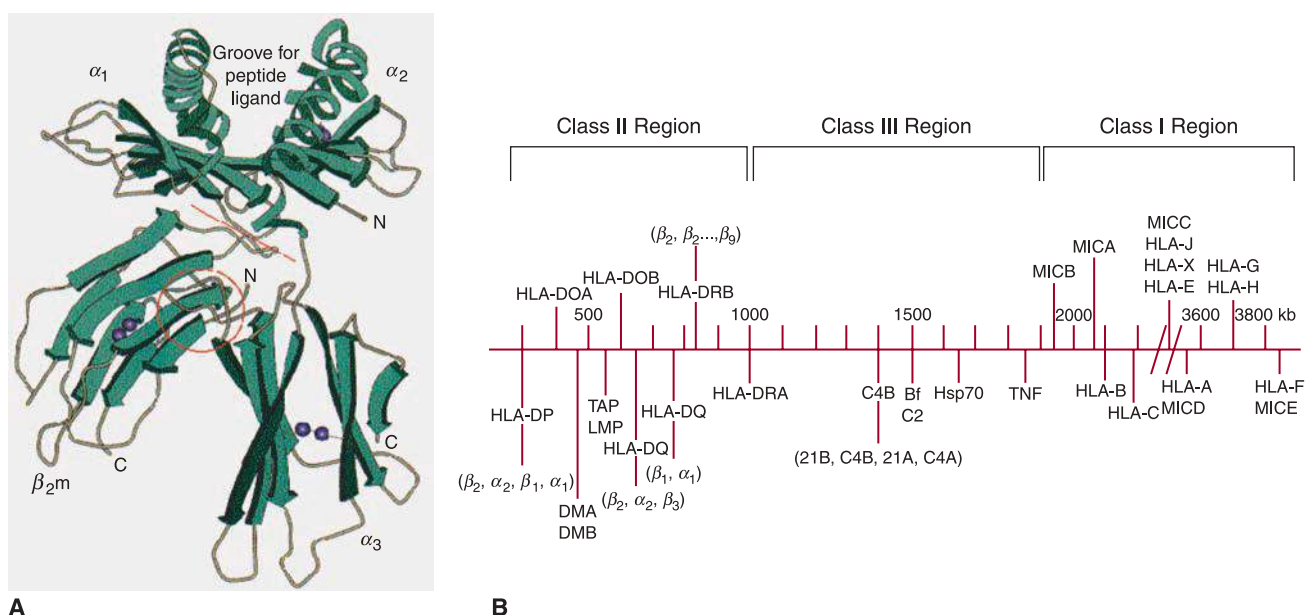 Groove for
peptide
ligand
α₁
α₂
N
N
C
C
β₂m
α₃
A
Class II Region
Class III Region
Class I Region
(β₂, β₂...,β₉)
MICC
HLA-J
HLA-X
HLA-E
MICA
MICB
HLA-G
HLA-H
HLA-DOB
HLA-DRB
HLA-DOA
500
1000
1500
2000
3600
3800 kb
HLA-DP
TAP
LMP
HLA-DQ
HLA-DQ
HLA-DRA
C4B
Bf
C2
Hsp70
TNF
HLA-B
HLA-C
HLA-A
MICD
HLA-F
MICE
(β₂, α₂, β₁, α₁)
(β₁, α₁)
(β₂, α₂, β₃)
(21B, C4B, 21A, C4A)
DMA
DMB
B